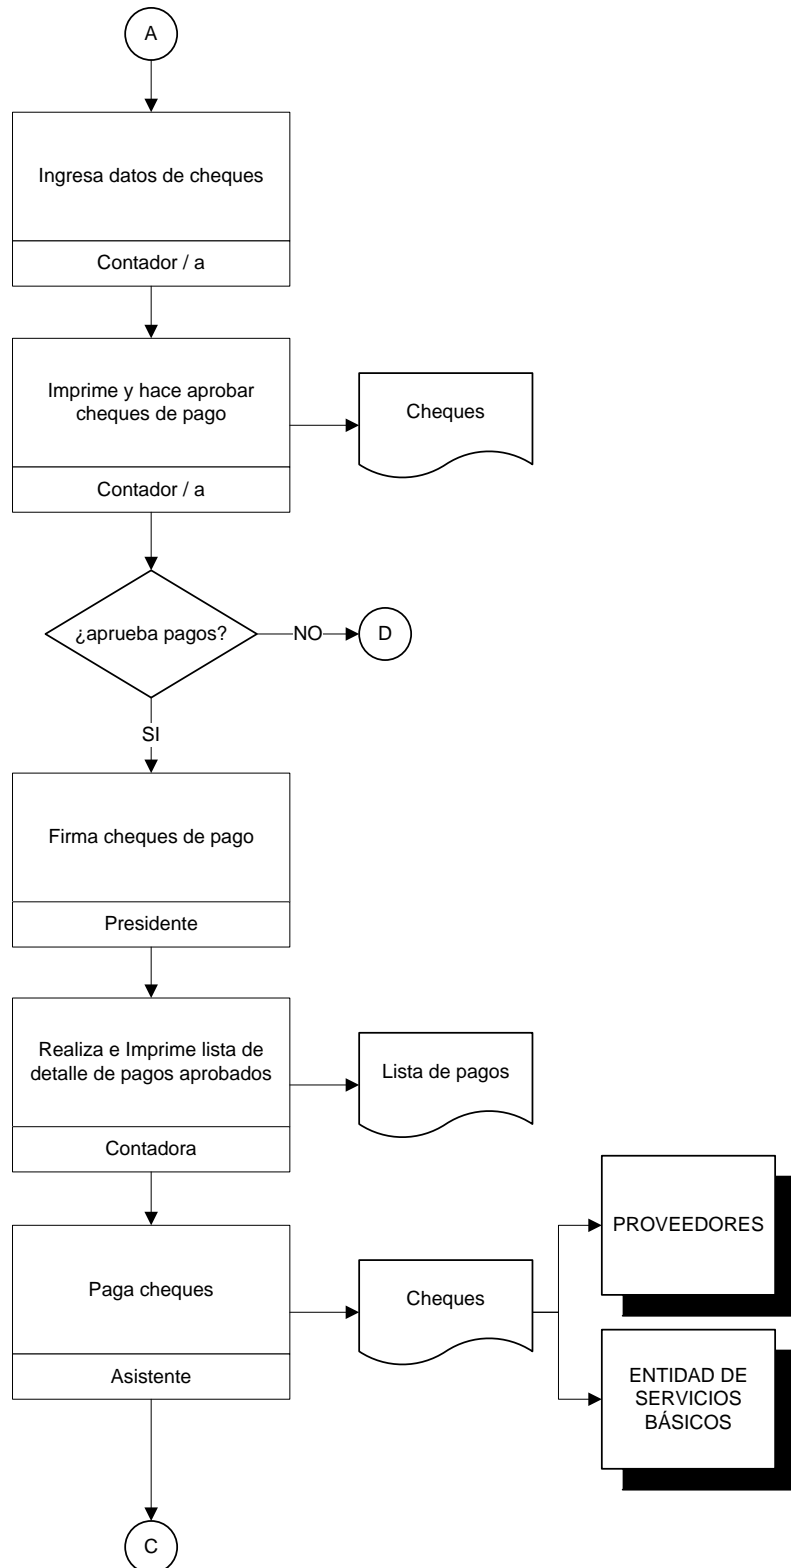 A
Ingresa datos de cheques
Contador / a
Imprime y hace aprobar
cheques de pago
Contador / a
Cheques
¿aprueba pagos?
NO
D
SI
Firma cheques de pago
Presidente
Realiza e Imprime lista de
detalle de pagos aprobados
Contadora
Lista de pagos
Paga cheques
Asistente
Cheques
PROVEEDORES
ENTIDAD DE
SERVICIOS
BÁSICOS
C